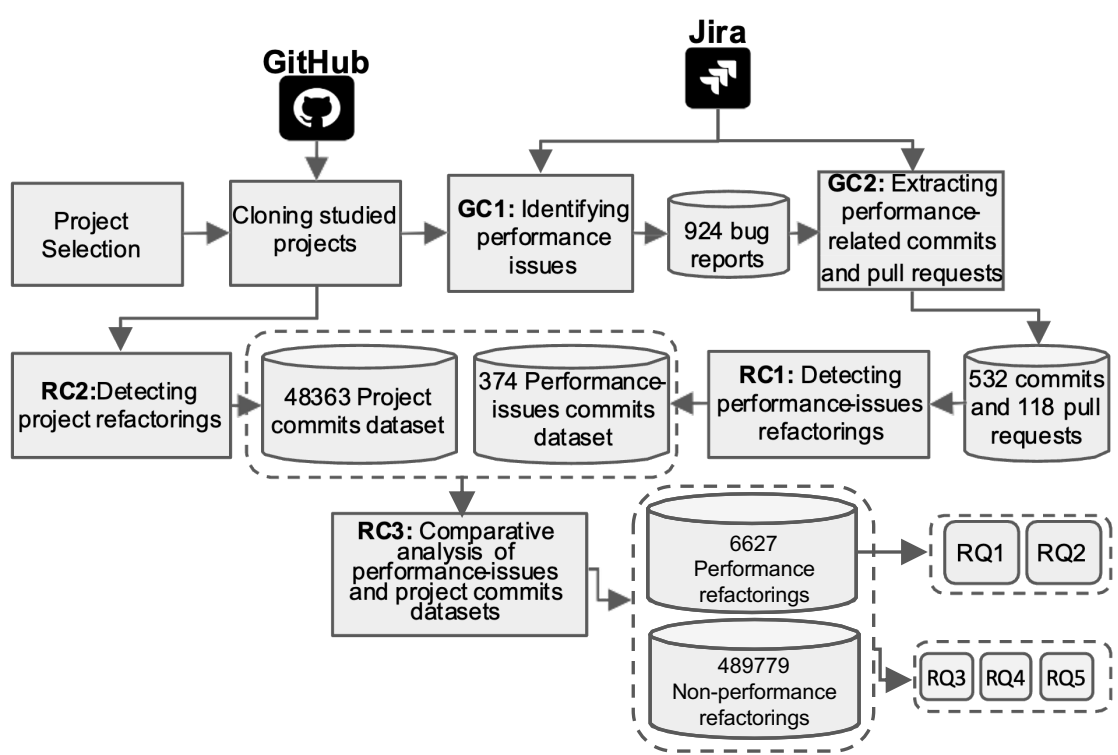 GitHub
Jira
Project
Selection
Cloning studied
projects
GC1: Identifying
performance
issues
924 bug
reports
GC2: Extracting
performance-
related commits
and pull requests
RC2:Detecting
project refactorings
48363 Project
commits dataset
374 Performance-
issues commits
dataset
RC1: Detecting
performance-issues
refactorings
532 commits
and 118 pull
requests
RC3: Comparative
analysis of
performance-issues
and project commits
datasets
6627
Performance
refactorings
RQ1
RQ2
489779
Non-performance
refactorings
RQ3
RQ4
RQ5